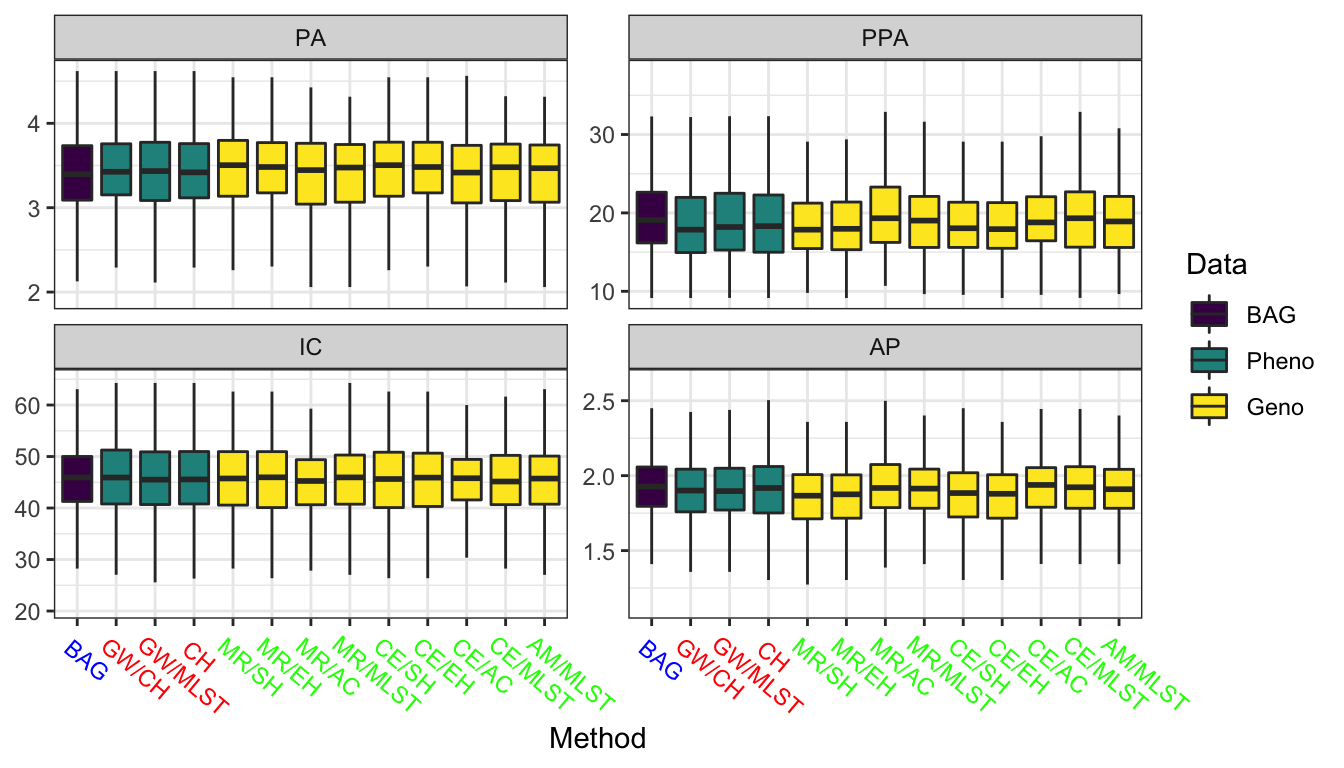 PA
PPA
4
3
2
30
20
10
IC
AP
60
50
40
30
20
2.5
2.0
1.5
BAG
GW/CH
GW/MLST
CH
MR/SH
MR/EH
MR/AC
MR/MLST
CE/SH
CE/EH
CE/AC
CE/MLST
AM/MLST
BAG
GW/CH
GW/MLST
CH
MR/SH
MR/EH
MR/AC
MR/MLST
CE/SH
CE/EH
CE/AC
CE/MLST
AM/MLST
Method
Data
BAG
Pheno
Geno